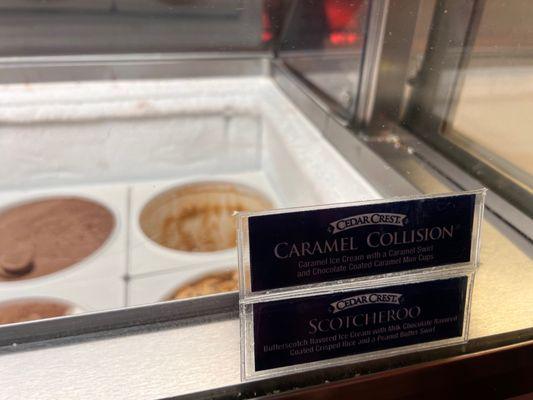 CEDAR CREST
CARAMEL COLLISION
Caramel Ice Cream with a Caramel Swirl
and Chocolate Coated Caramel Mini Cups
CEDAR CREST
SCOTCHEROO
Butterscotch flavored Ice Cream with Milk Chocolate flavored
Coated Crisped Rice and a Peanut Butter Swirl